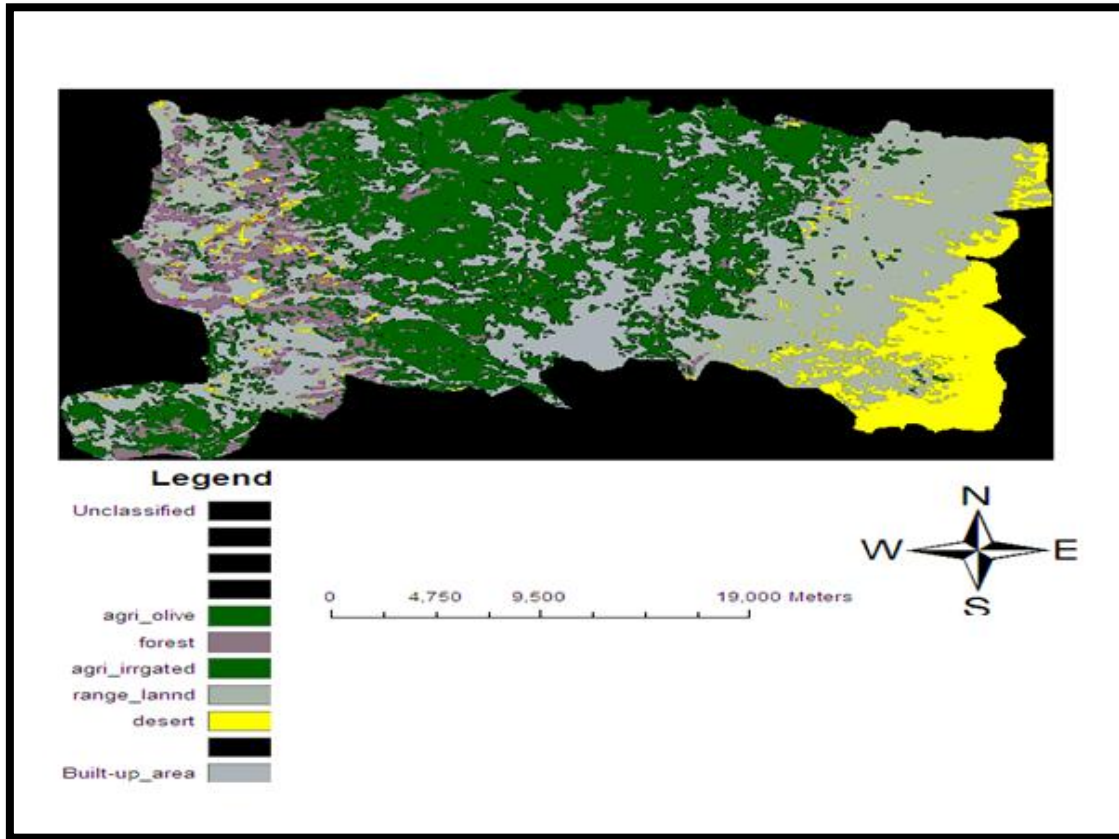 Legend
Unclassified
agri_olive
forest
agri_irrgated
range_lannd
desert
Built-up_area
0 4,750 9,500 19,000 Meters
N
W E
S